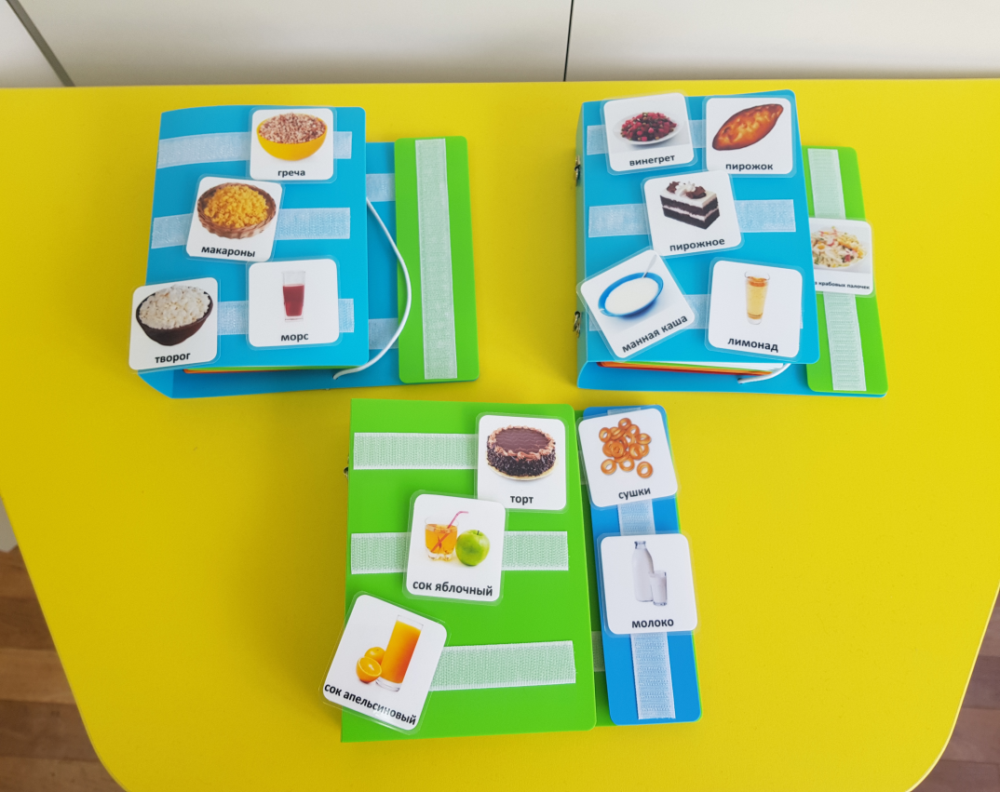 греча
макароны
творог
морс
винегрет
пирожок
пирожное
манная каша
лимонад
крабовых палочек
торт
сушки
сок яблочный
молоко
сок апельсиновый